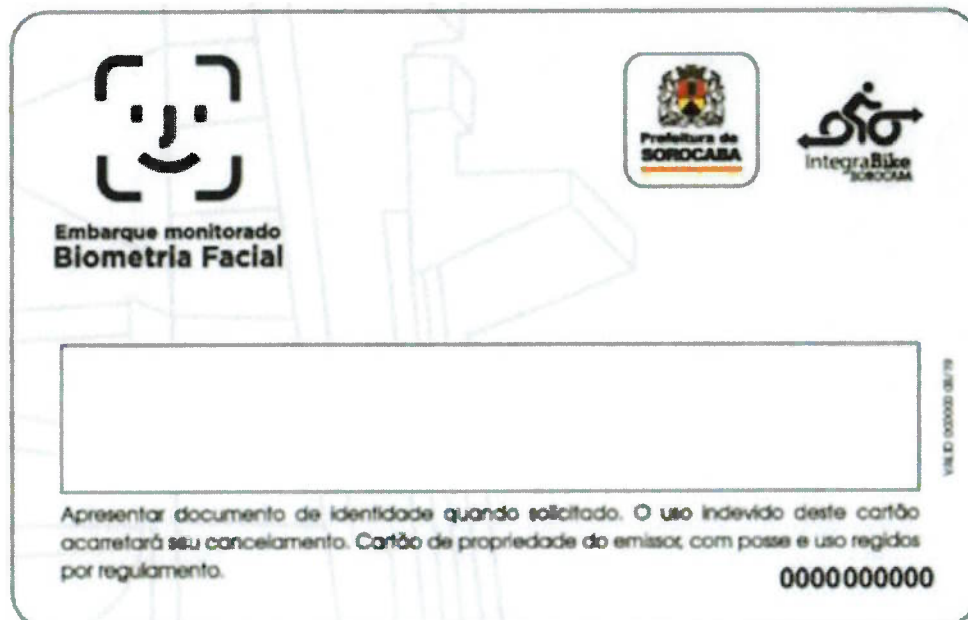 Prefeitura de
SOROCABA
IntegraBike
SOROCABA
Embarque monitorado
Biometria Facial
Apresentar documento de identidade quando solicitado. O uso indevido deste cartão
acarretará seu cancelamento. Cartão de propriedade do emissor, com posse e uso regidos
por regulamento.
0000000000